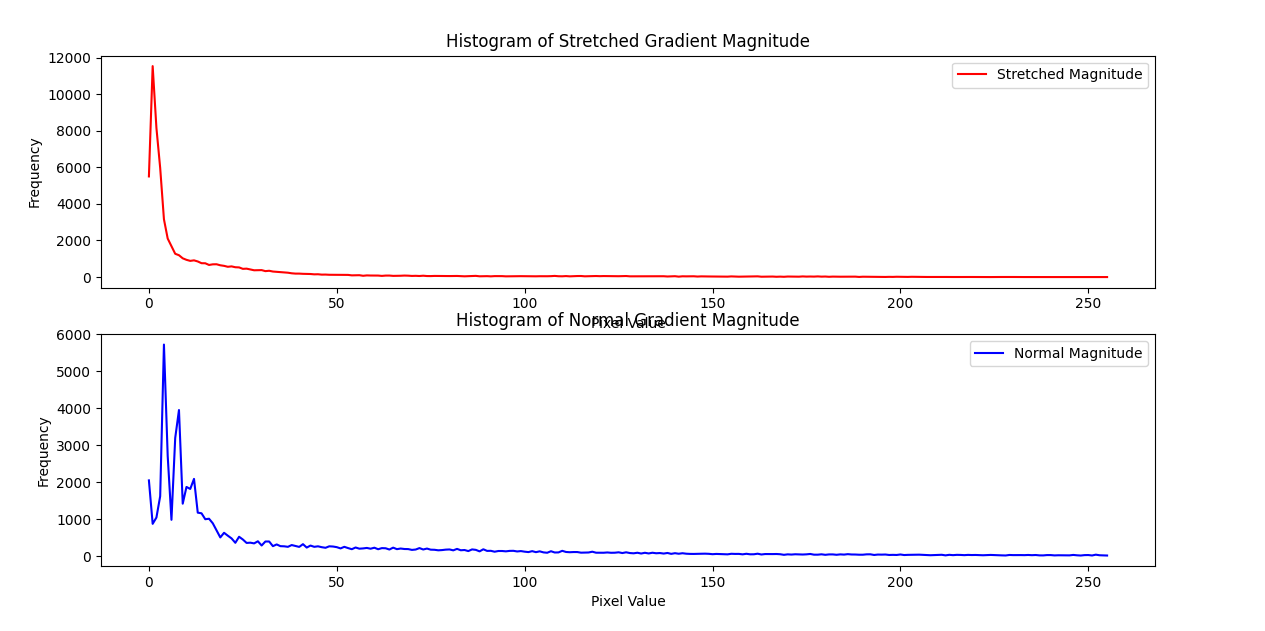 Histogram of Stretched Gradient Magnitude
12000
10000
8000
6000
4000
2000
0
Frequency
Stretched Magnitude
0 50 100 150 200 250
Pixel Value
Histogram of Normal Gradient Magnitude
6000
5000
4000
3000
2000
1000
0
Frequency
Normal Magnitude
0 50 100 150 200 250
Pixel Value